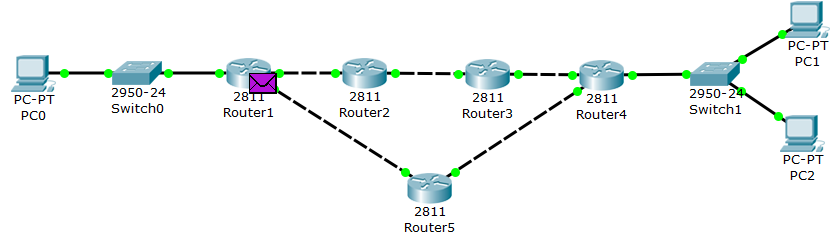 PC-PT
PC0
2950-24
Switch0
2811
Router1
2811
Router2
2811
Router3
2811
Router4
2950-24
Switch1
PC-PT
PC1
PC-PT
PC2
2811
Router5